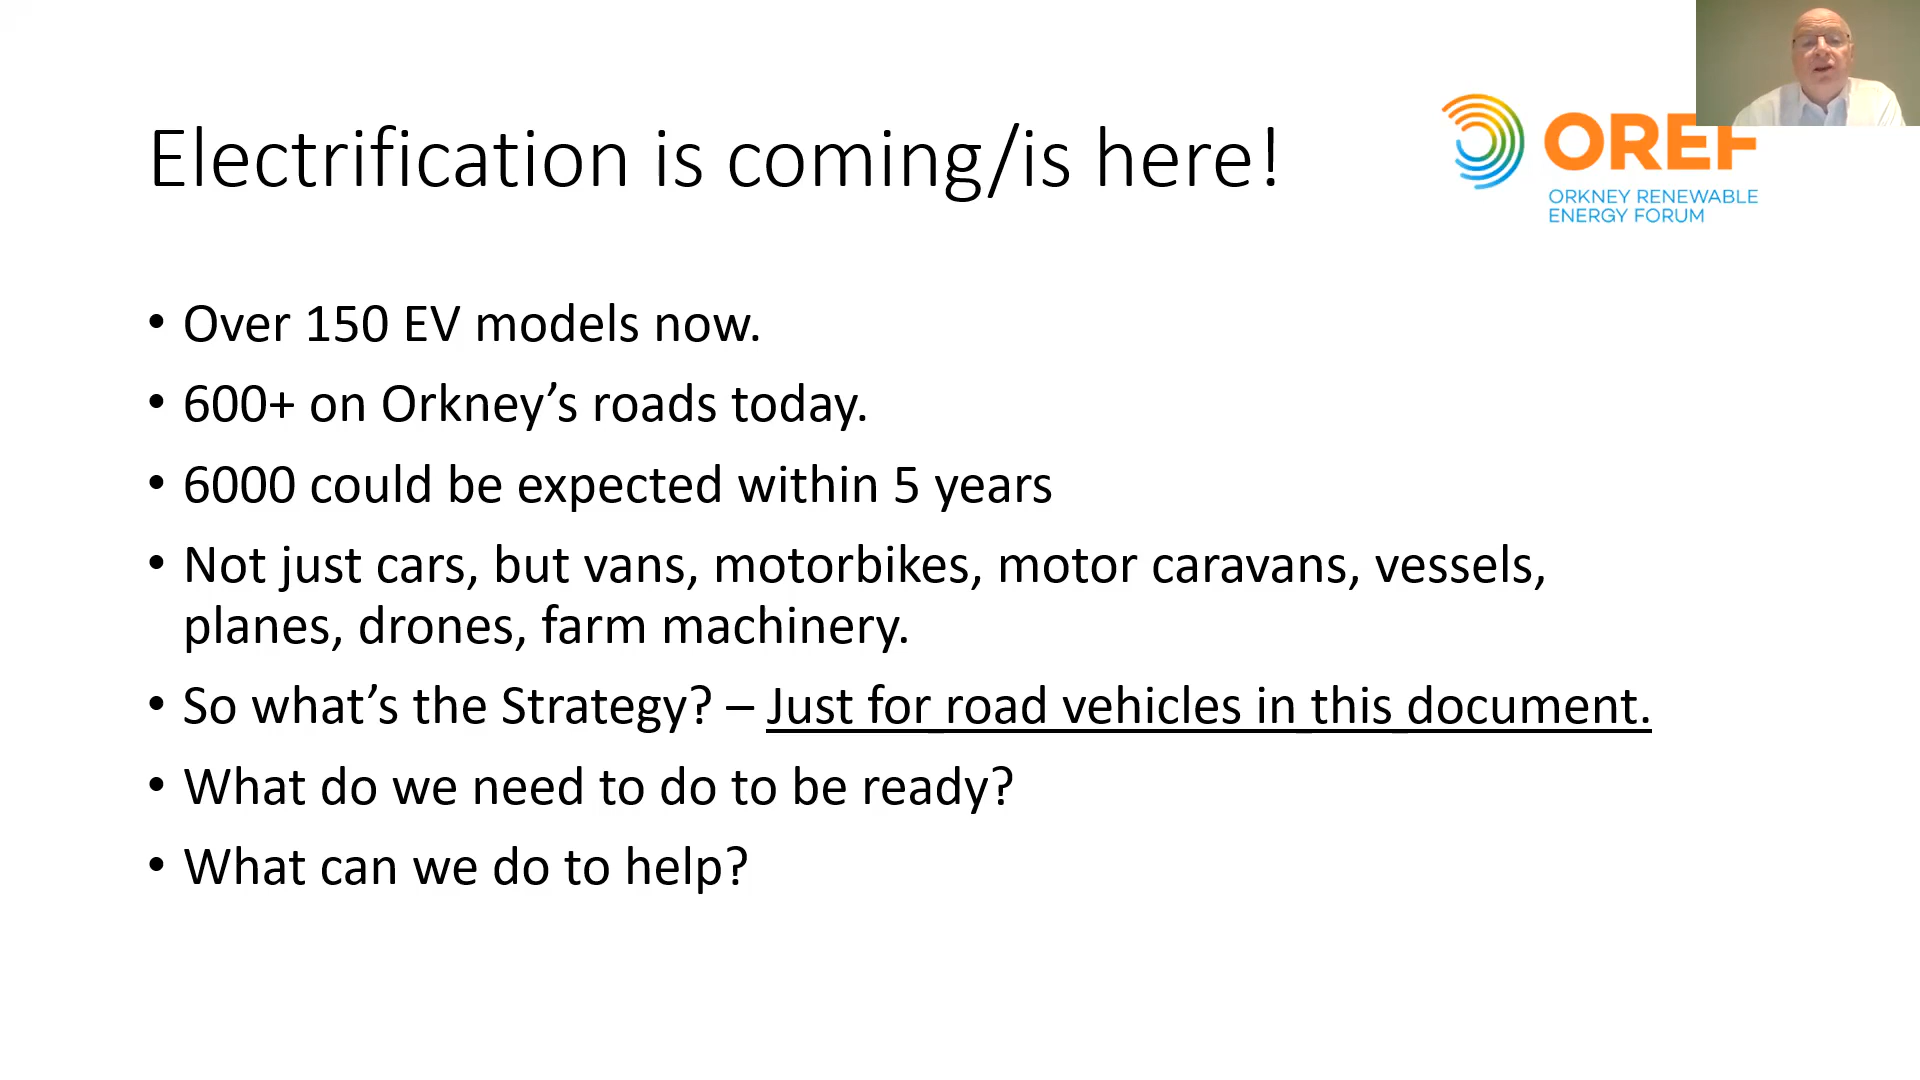 Electrification is coming/is here!
OREF
ORKNEY RENEWABLE
ENERGY FORUM
• Over 150 EV models now.
• 600+ on Orkney’s roads today.
• 6000 could be expected within 5 years
• Not just cars, but vans, motorbikes, motor caravans, vessels,
planes, drones, farm machinery.
• So what’s the Strategy? – Just for road vehicles in this document.
• What do we need to do to be ready?
• What can we do to help?